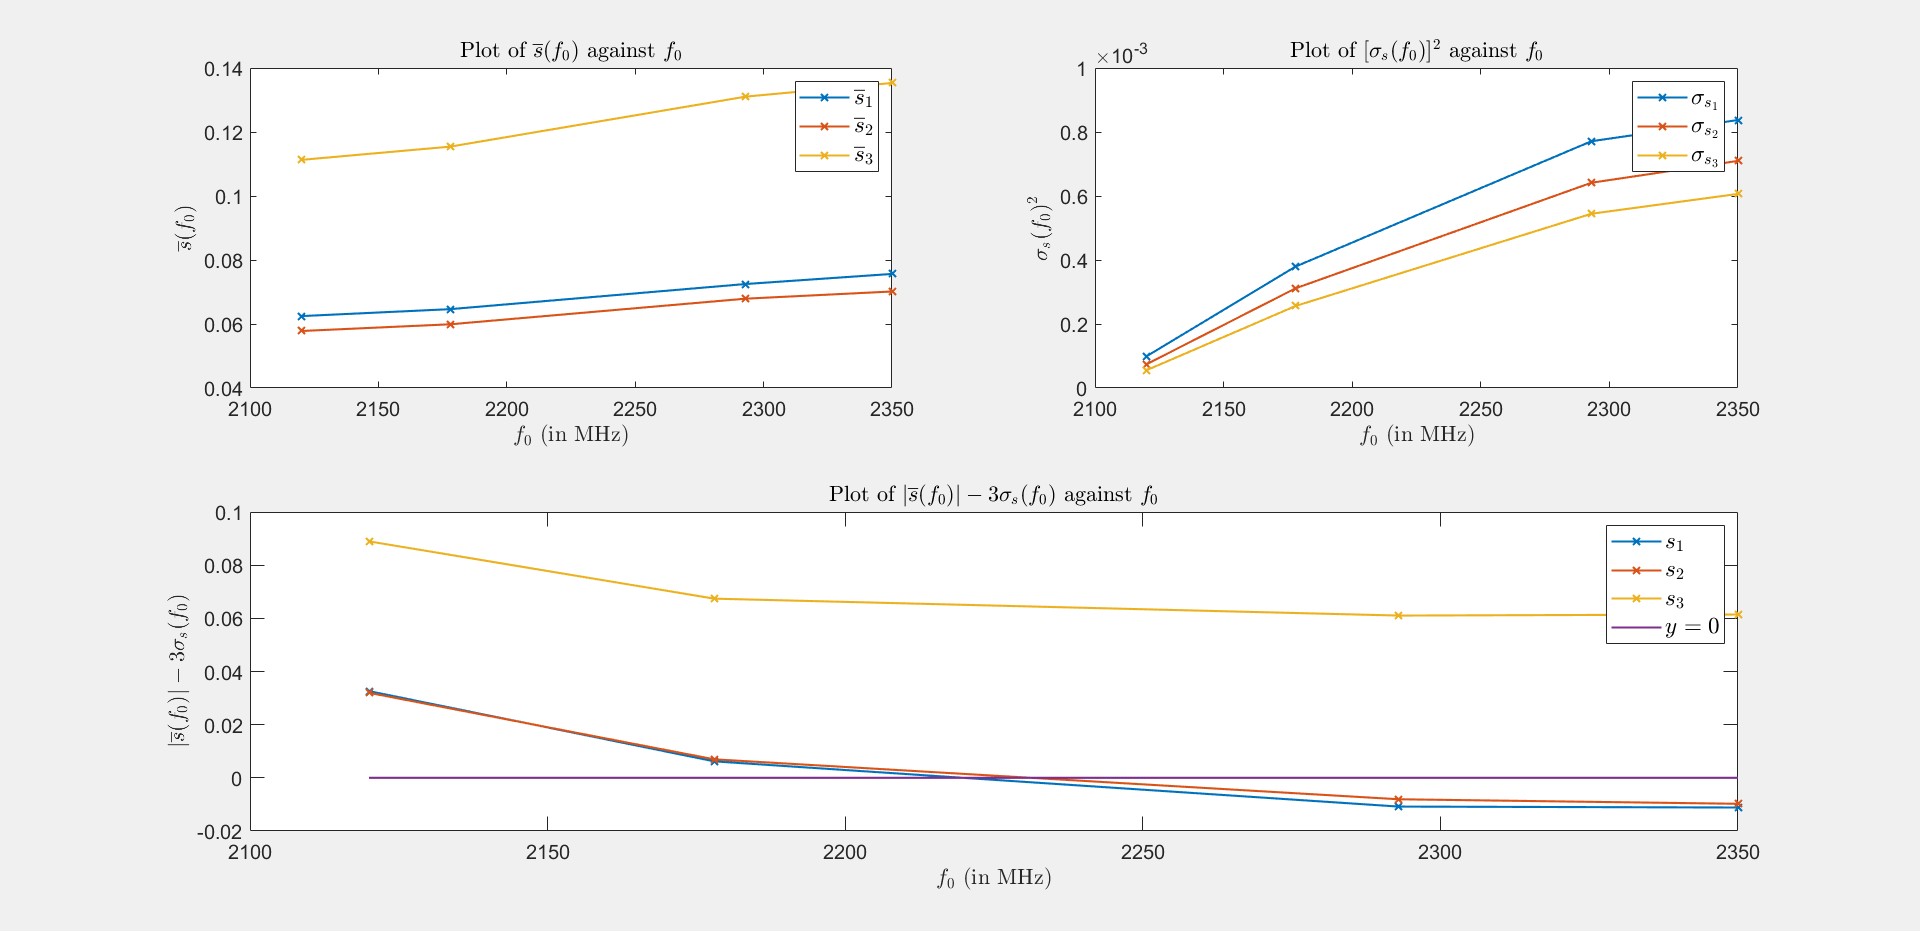 Plot of s̅(f₀) against f₀
0.14
0.12
0.1
0.08
0.06
0.04
s̅(f₀)
2100 2150 2200 2250 2300 2350
f₀ (in MHz)
s̅₁
s̅₂
s̅₃
Plot of [σₛ(f₀)]² against f₀
×10⁻³
1
0.8
0.6
0.4
0.2
0
σₛ(f₀)²
2100 2150 2200 2250 2300 2350
f₀ (in MHz)
σₛ₁
σₛ₂
σₛ₃
Plot of |s̅(f₀)| − 3σₛ(f₀) against f₀
0.1
0.08
0.06
0.04
0.02
0
-0.02
|s̅(f₀)| − 3σₛ(f₀)
2100 2150 2200 2250 2300 2350
f₀ (in MHz)
s₁
s₂
s₃
y = 0